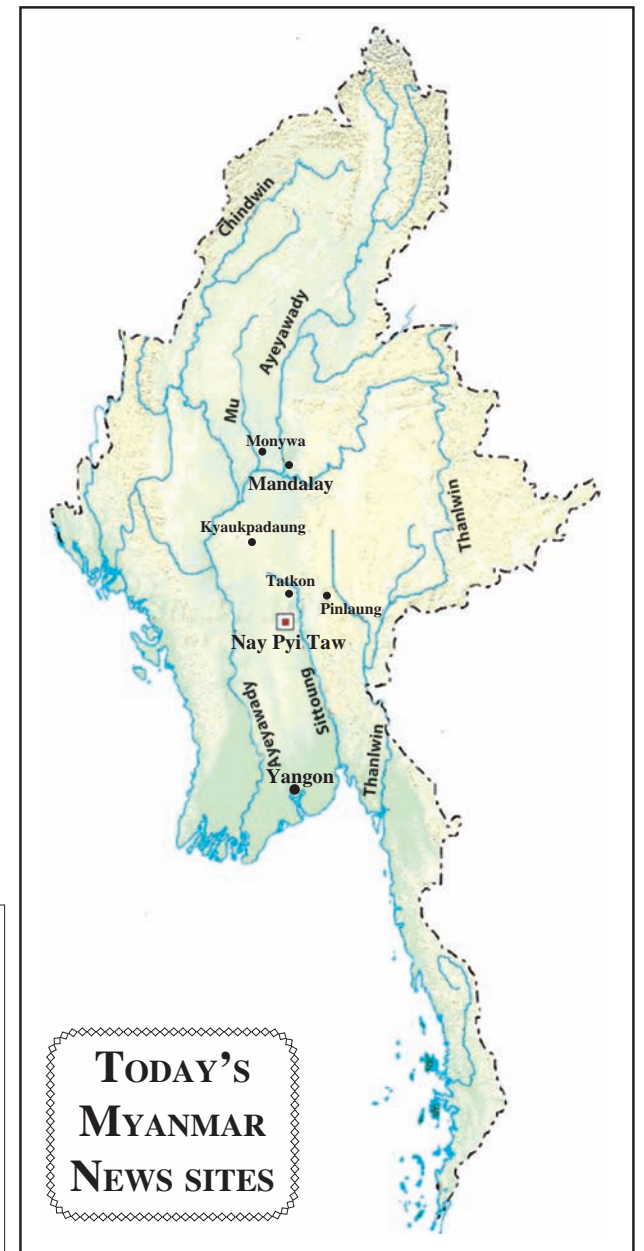 Chindwin
Ayeyawady
Mu
Monywa
Mandalay
Thanlwin
Kyaukpadaung
Tatkon
Pinlaung
Nay Pyi Taw
Sittoung
Ayeyawady
Thanlwin
Yangon
TODAY'S
MYANMAR
NEWS SITES